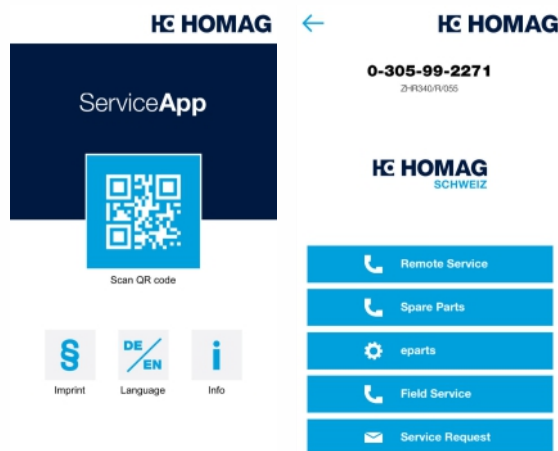 HOMAG
ServiceApp
Scan QR code
§
DE/EN
i
Imprint
Language
Info
HOMAG
0-305-99-2271
ZHR340/R/055
HOMAG
SCHWEIZ
Remote Service
Spare Parts
eparts
Field Service
Service Request